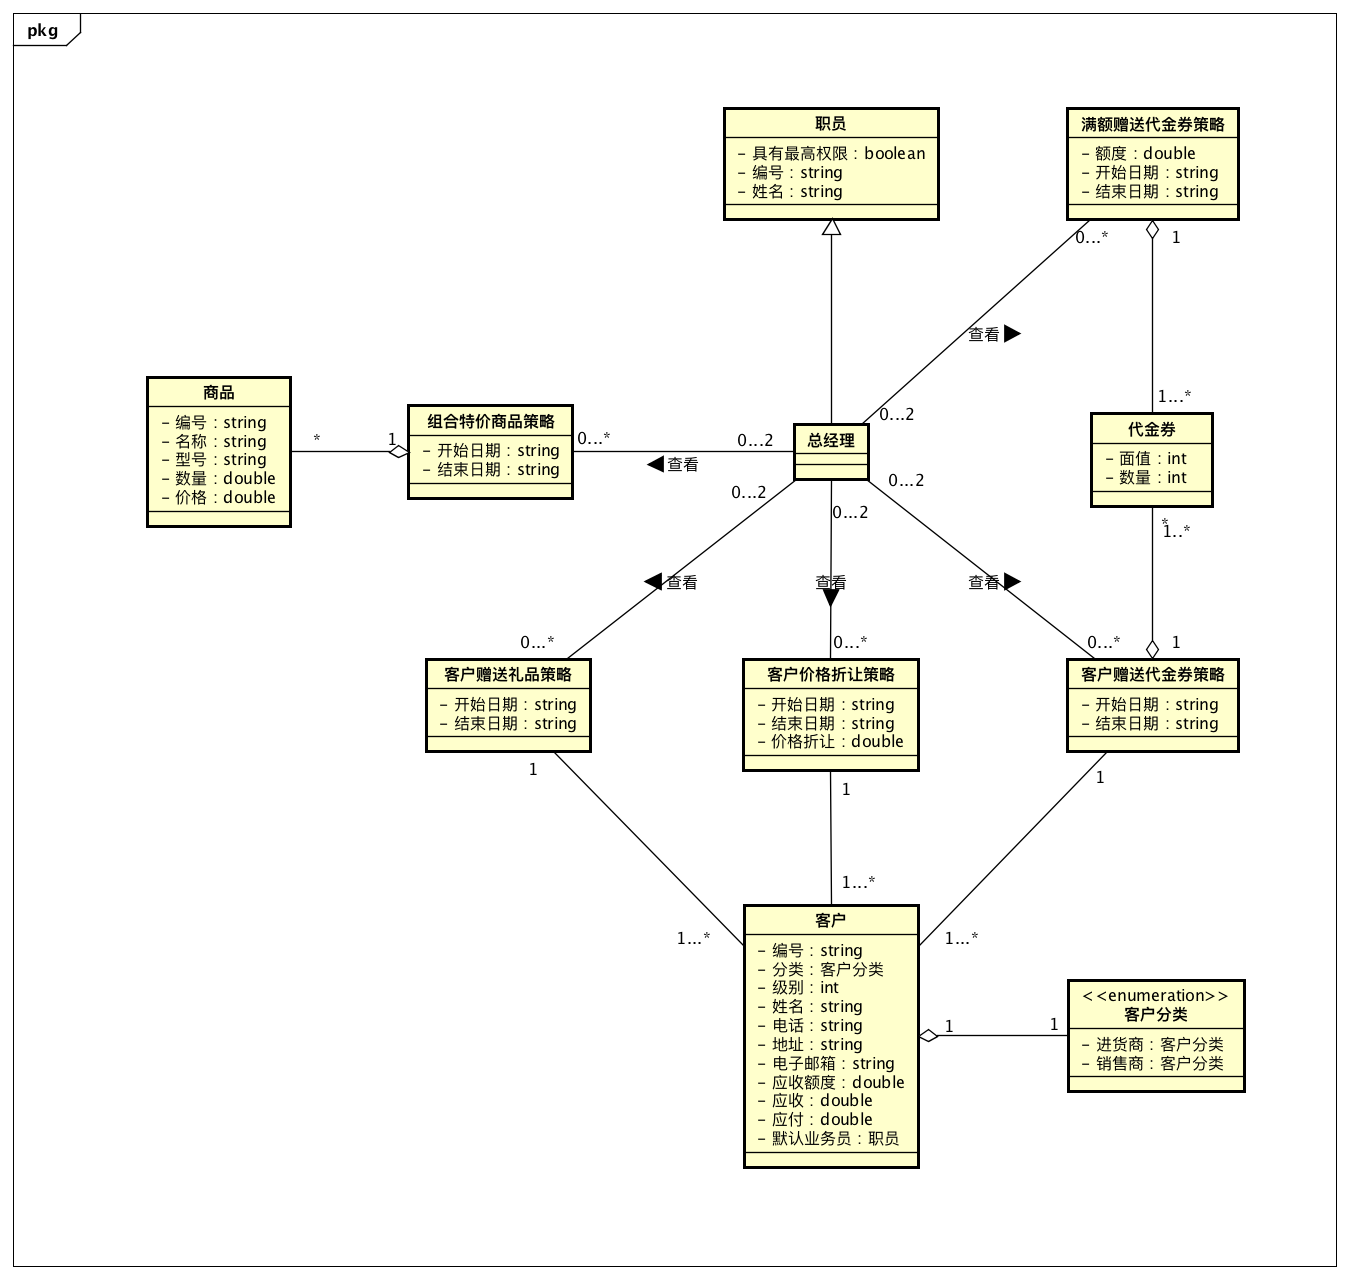 pkg
职员
- 具有最高权限 : boolean
- 编号 : string
- 姓名 : string
满额赠送代金券策略
- 额度 : double
- 开始日期 : string
- 结束日期 : string
0...*
1
查看
商品
- 编号 : string
- 名称 : string
- 型号 : string
- 数量 : double
- 价格 : double
*
1
组合特价商品策略
- 开始日期 : string
- 结束日期 : string
0...*
0...2
查看
总经理
0...2
1...*
代金券
- 面值 : int
- 数量 : int
0...2
0...2
0...2
*
1..*
查看
查看
查看
0...*
0...*
0...*
1
客户赠送礼品策略
- 开始日期 : string
- 结束日期 : string
客户价格折让策略
- 开始日期 : string
- 结束日期 : string
- 价格折让 : double
客户赠送代金券策略
- 开始日期 : string
- 结束日期 : string
1
1
1
1...*
1...*
1...*
客户
- 编号 : string
- 分类 : 客户分类
- 级别 : int
- 姓名 : string
- 电话 : string
- 地址 : string
- 电子邮箱 : string
- 应收额度 : double
- 应收 : double
- 应付 : double
- 默认业务员 : 职员
1
1
<<enumeration>>
客户分类
- 进货商 : 客户分类
- 销售商 : 客户分类